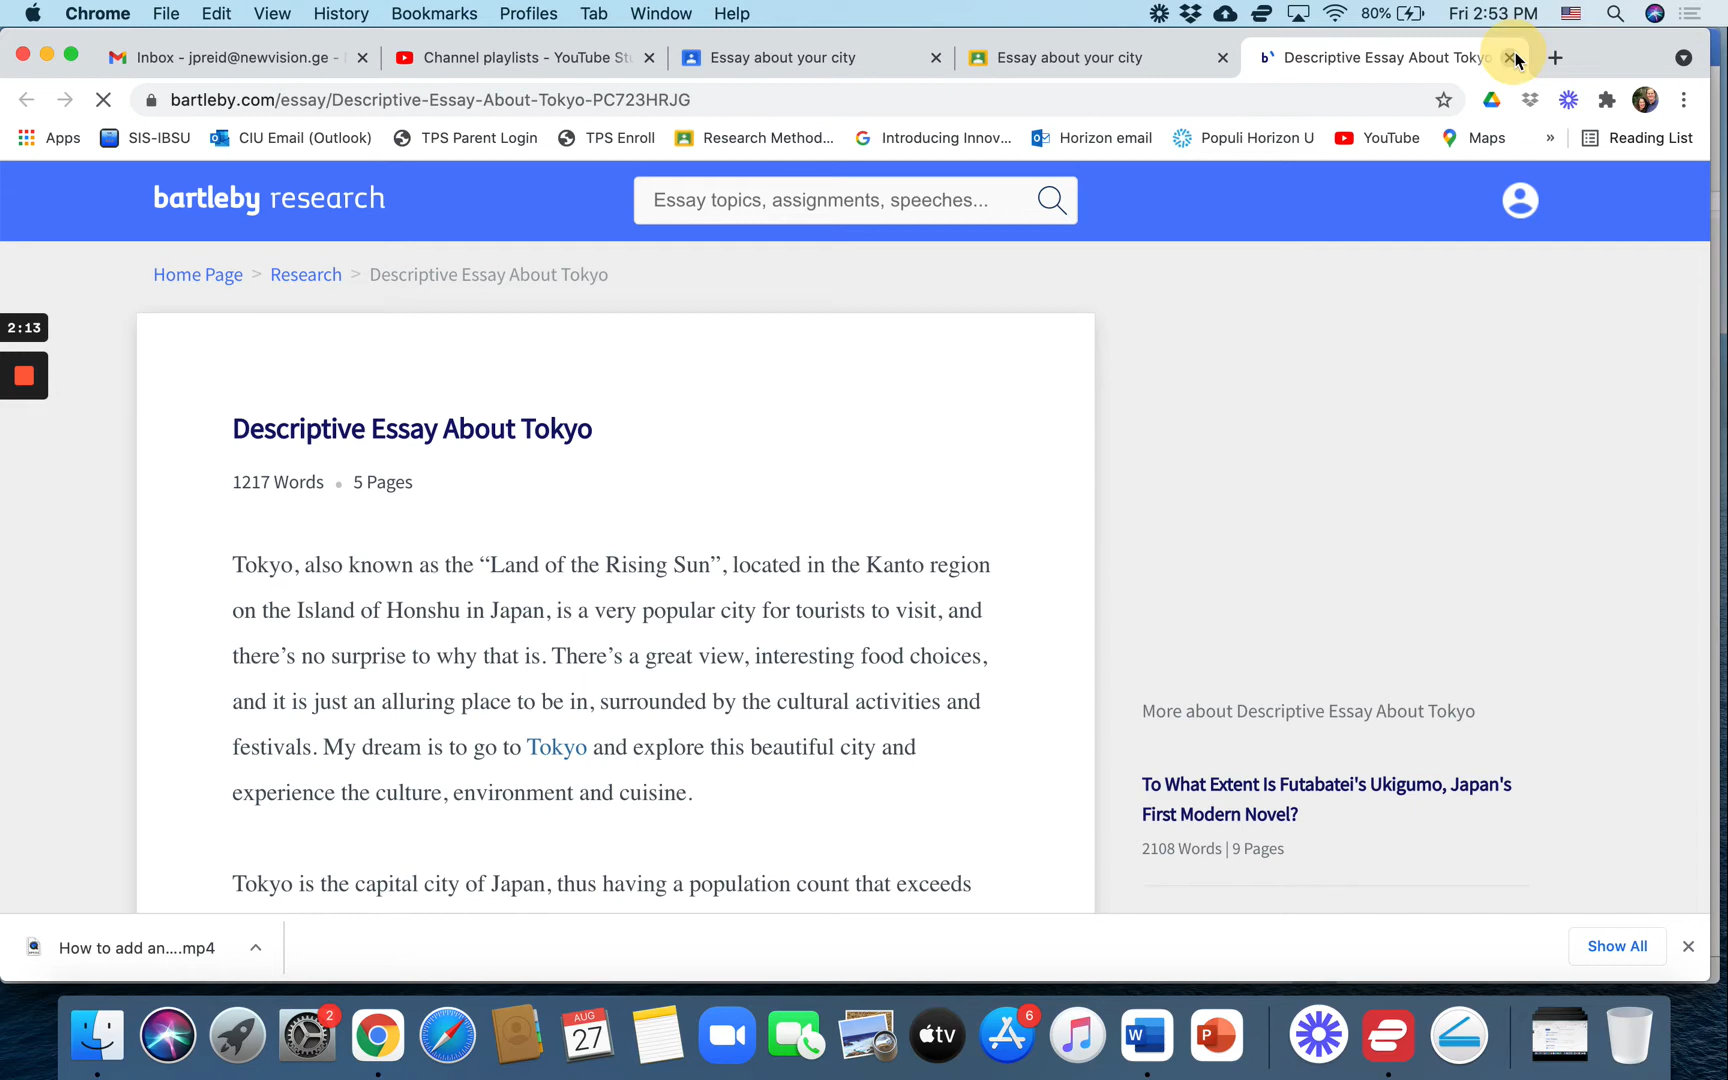 Chrome File Edit View History Bookmarks Profiles Tab Window Help 80% Fri 2:53 PM
Inbox - jpreid@newvision.ge - Channel playlists - YouTube St Essay about your city Essay about your city Descriptive Essay About Tokyo
bartleby.com/essay/Descriptive-Essay-About-Tokyo-PC723HRJG
Apps SIS-IBSU CIU Email (Outlook) TPS Parent Login TPS Enroll Research Method... Introducing Innov... Horizon email Populi Horizon U YouTube Maps » Reading List
bartleby research Essay topics, assignments, speeches...
Home Page > Research > Descriptive Essay About Tokyo
2:13
Descriptive Essay About Tokyo
1217 Words • 5 Pages
Tokyo, also known as the “Land of the Rising Sun”, located in the Kanto region
on the Island of Honshu in Japan, is a very popular city for tourists to visit, and
there’s no surprise to why that is. There’s a great view, interesting food choices,
and it is just an alluring place to be in, surrounded by the cultural activities and
festivals. My dream is to go to Tokyo and explore this beautiful city and
experience the culture, environment and cuisine.
Tokyo is the capital city of Japan, thus having a population count that exceeds
More about Descriptive Essay About Tokyo
To What Extent Is Futabatei's Ukigumo, Japan's
First Modern Novel?
2108 Words | 9 Pages
How to add an....mp4 Show All
2 AUG 27 tv 6 W P